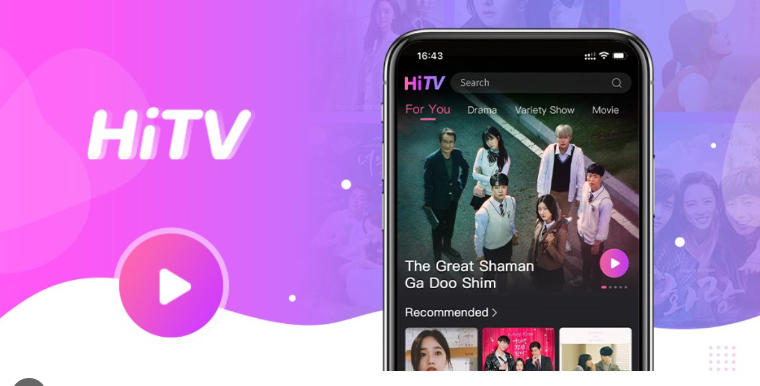 HiTV
16:43
HiTV Search
For You Drama Variety Show Movie
The Great Shaman
Ga Doo Shim
Recommended >